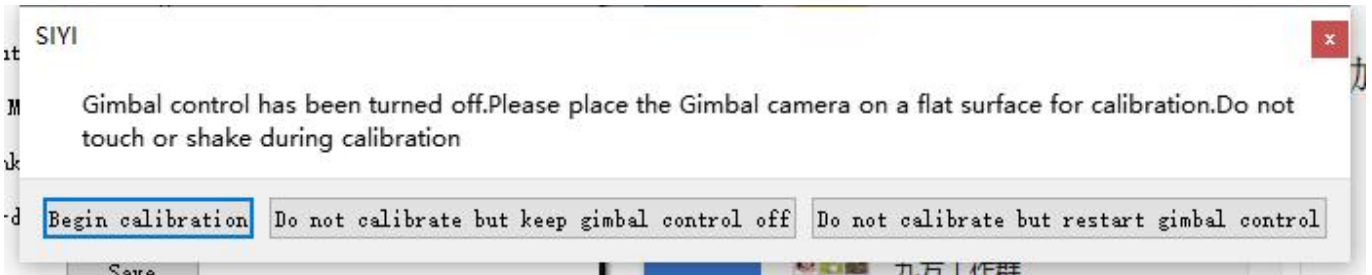 SIYI
x
Gimbal control has been turned off.Please place the Gimbal camera on a flat surface for calibration.Do not
touch or shake during calibration
Begin calibration
Do not calibrate but keep gimbal control off
Do not calibrate but restart gimbal control
Save